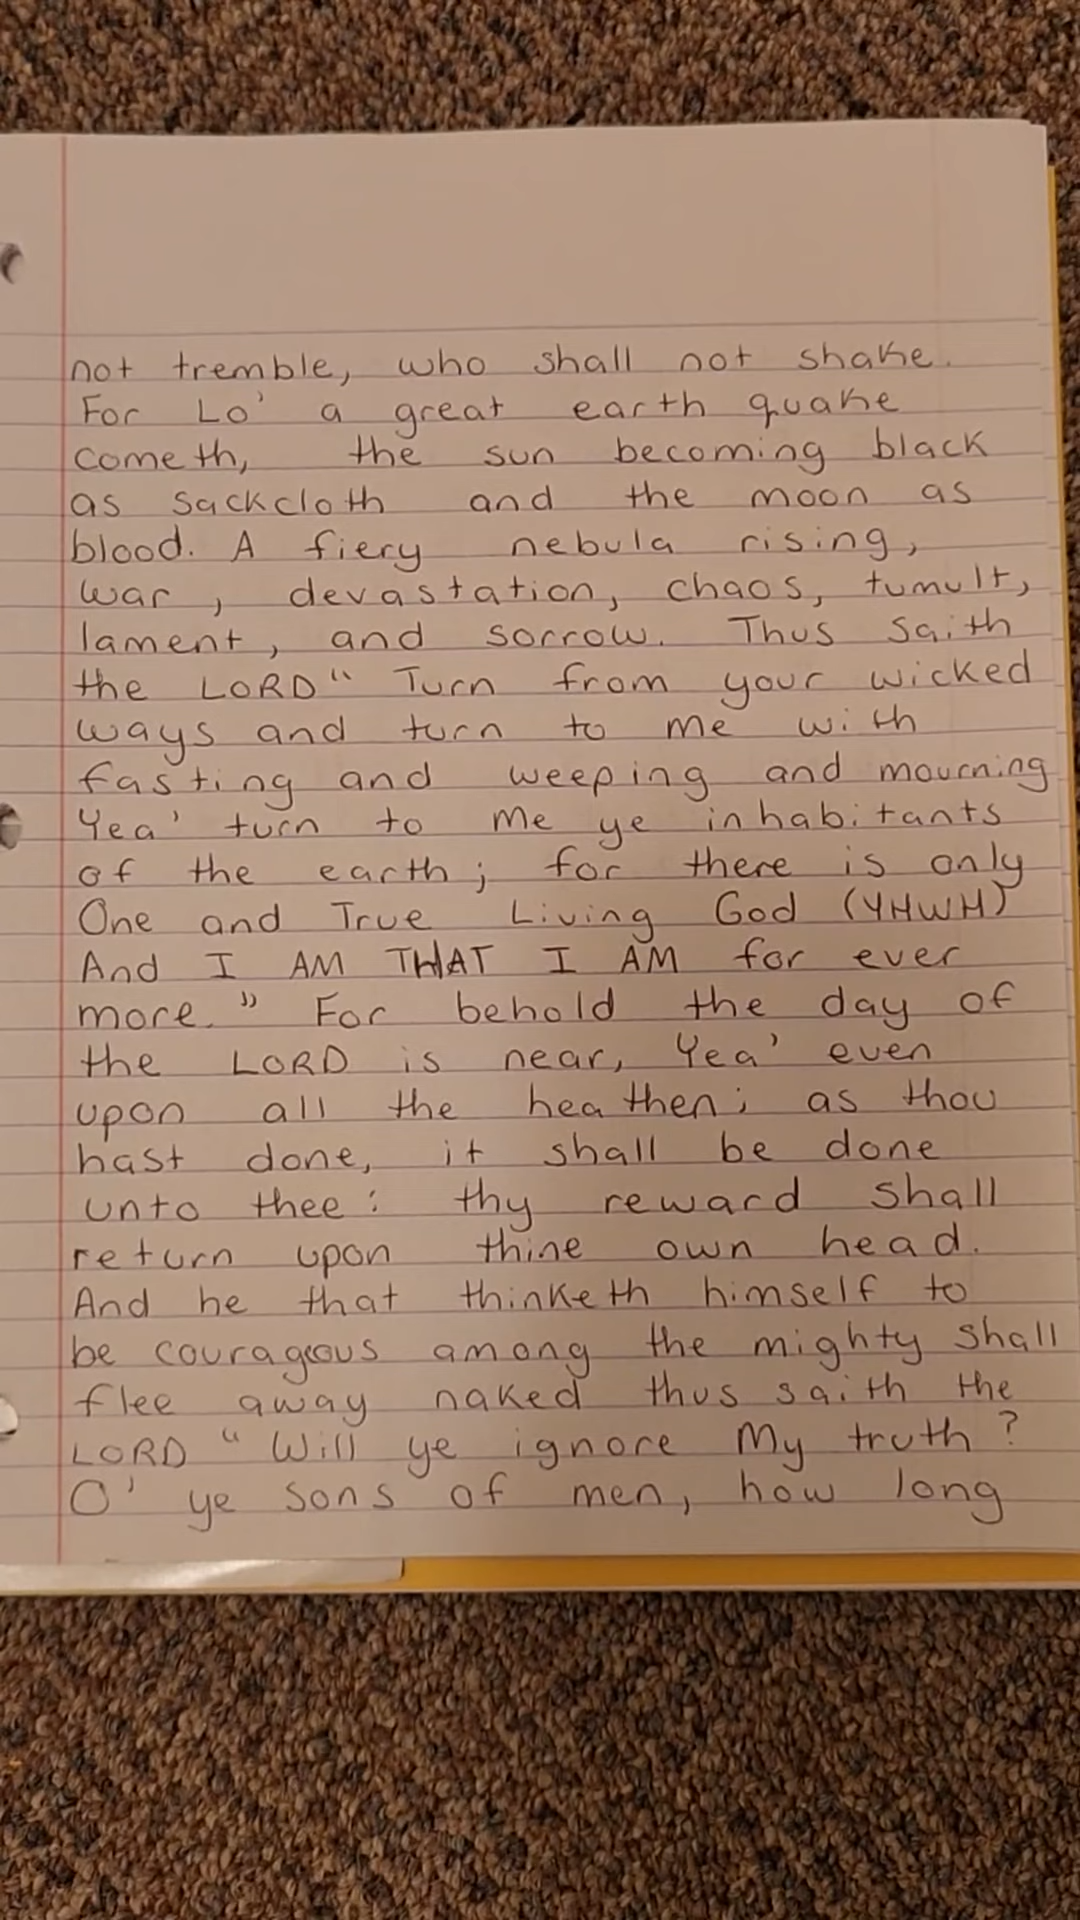 not tremble, who shall not shake.
For Lo' a great earth quake
cometh, the sun becoming black
as sackcloth and the moon as
blood. A fiery nebula rising,
war, devastation, chaos, tumult,
lament, and sorrow. Thus saith
the LORD " Turn from your wicked
ways and turn to me with
fasting and weeping and mourning
Yea' turn to me ye inhabitants
of the earth; for there is only
One and True Living God (YHWH)
And I AM THAT I AM for ever
more." For behold the day of
the LORD is near, Yea' even
upon all the heathen; as thou
hast done, it shall be done
unto thee: thy reward shall
return upon thine own head.
And he that thinketh himself to
be courageous among the mighty shall
flee away naked thus saith the
LORD " Will ye ignore My truth?
O' ye sons of men, how long